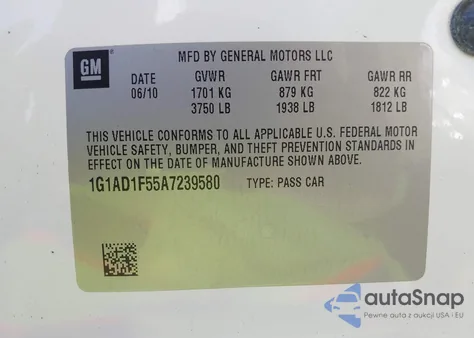 GM
MFD BY GENERAL MOTORS LLC
DATE GVWR GAWR FRT GAWR RR
06/10 1701 KG 879 KG 822 KG
3750 LB 1938 LB 1812 LB
THIS VEHICLE CONFORMS TO ALL APPLICABLE U.S. FEDERAL MOTOR
VEHICLE SAFETY, BUMPER, AND THEFT PREVENTION STANDARDS IN
EFFECT ON THE DATE OF MANUFACTURE SHOWN ABOVE.
1G1AD1F55A7239580 TYPE: PASS CAR
autoSnap
Pewne auta z aukcji USA i EU